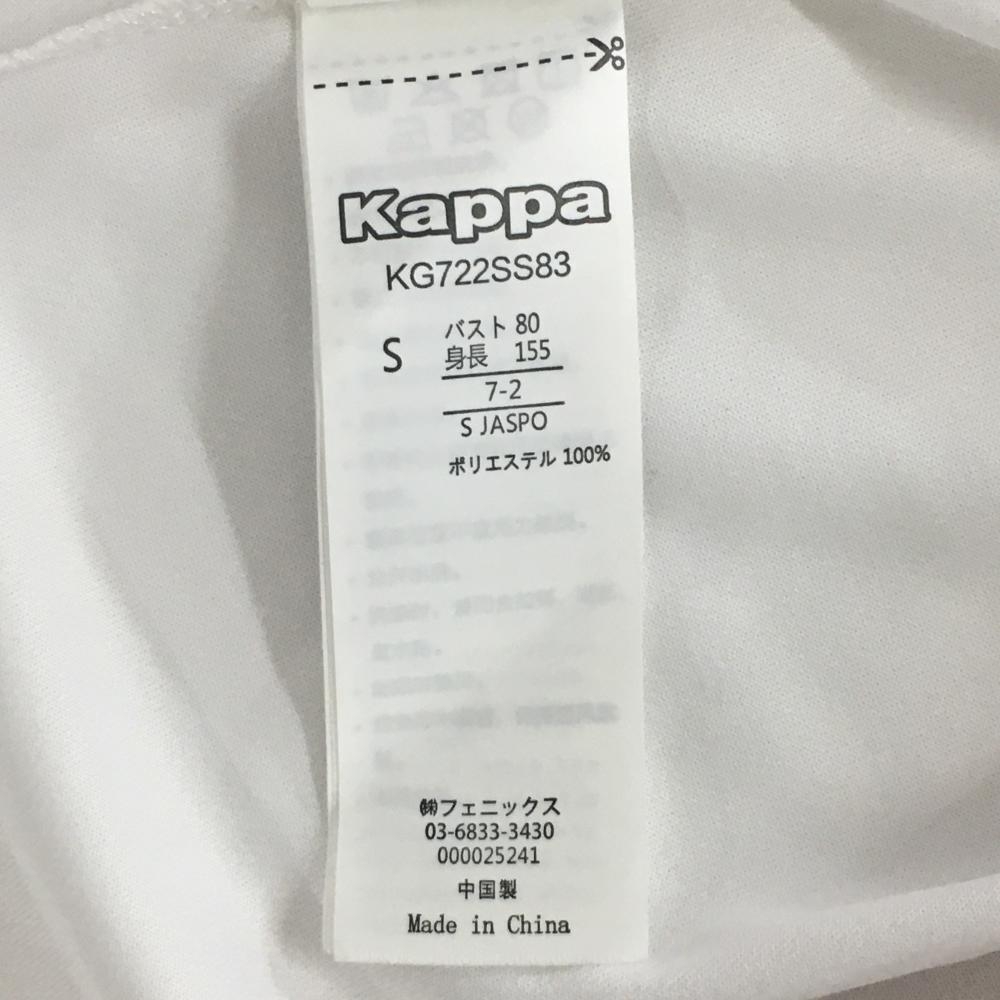 Kappa
KG722SS83
S
バスト 80
身長 155
7-2
S JASPO
ポリエステル 100%
㈱フェニックス
03-6833-3430
000025241
中国製
Made in China